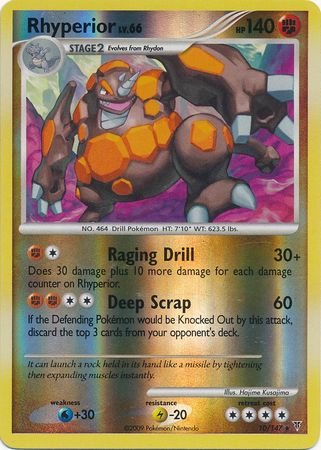 Rhyperior LV.66 HP 140
STAGE2 Evolves from Rhydon
NO. 464 Drill Pokémon HT: 7'10" WT: 623.5 lbs.
Raging Drill 30+
Does 30 damage plus 10 more damage for each damage
counter on Rhyperior.
Deep Scrap 60
If the Defending Pokémon would be Knocked Out by this attack,
discard the top 3 cards from your opponent's deck.
It can launch a rock held in its hand like a missile by tightening
then expanding muscles instantly.
Illus. Hajime Kusajima
weakness resistance retreat cost
+30 -20
©2009 Pokémon/Nintendo 10/147 ★